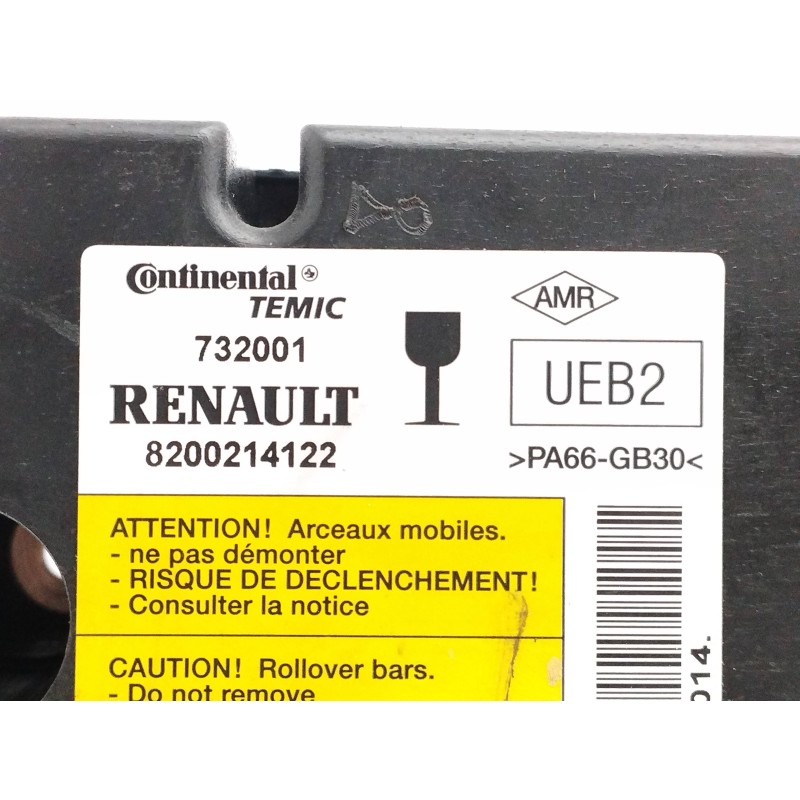 Continental
TEMIC
732001
RENAULT
8200214122
AMR
UEB2
>PA66-GB30<
ATTENTION! Arceaux mobiles.
- ne pas démonter
- RISQUE DE DECLENCHEMENT!
- Consulter la notice
CAUTION! Rollover bars.
- Do not remove
014.